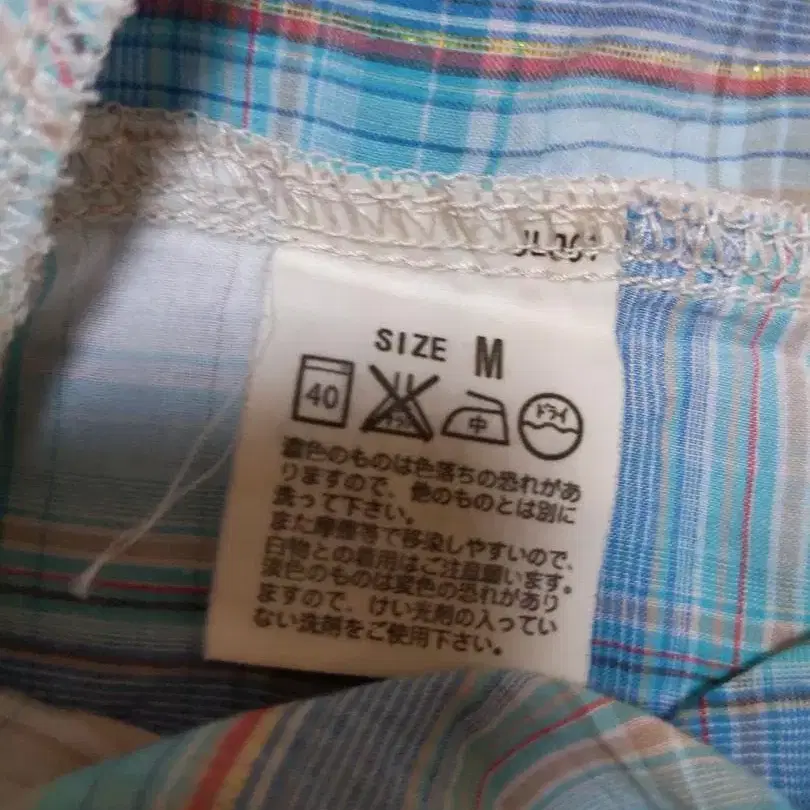 SIZE M
40 中 ドライ
濃色のものは色落ちの恐れがあ
りますので、他のものとは別に
洗って下さい。
また摩擦等で移染しやすいので、
白物との着用はご注意願います。
淡色のものは変色の恐れがあり
ますので、けい光剤の入ってい
ない洗剤をご使用下さい。